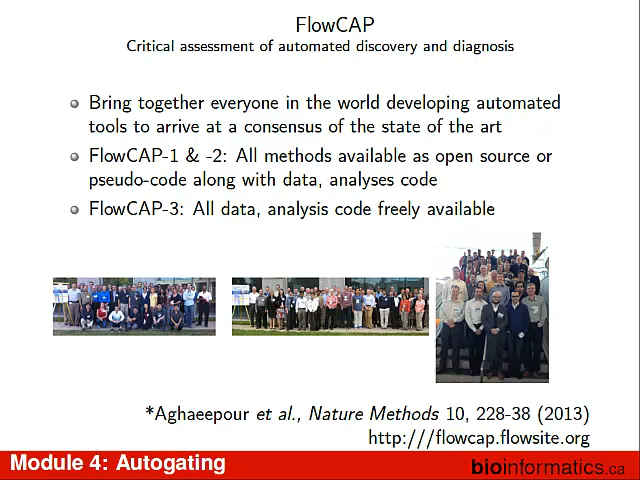 FlowCAP
Critical assessment of automated discovery and diagnosis
Bring together everyone in the world developing automated
tools to arrive at a consensus of the state of the art
FlowCAP-1 & -2: All methods available as open source or
pseudo-code along with data, analyses code
FlowCAP-3: All data, analysis code freely available
*Aghaeepour et al., Nature Methods 10, 228-38 (2013)
http:///flowcap.flowsite.org
Module 4: Autogating
bioinformatics.ca